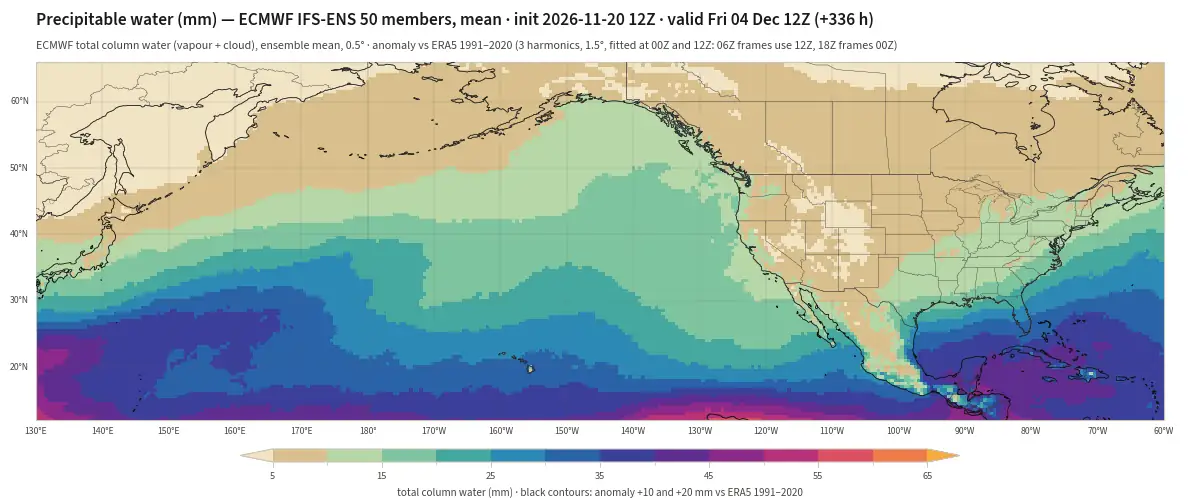 Precipitable water (mm) — ECMWF IFS-ENS 50 members, mean · init 2026-11-20 12Z · valid Fri 04 Dec 12Z (+336 h)
ECMWF total column water (vapour + cloud), ensemble mean, 0.5° · anomaly vs ERA5 1991–2020 (3 harmonics, 1.5°, fitted at 00Z and 12Z: 06Z frames use 12Z, 18Z frames 00Z)
60°N
50°N
40°N
30°N
20°N
130°E 140°E 150°E 160°E 170°E 180° 170°W 160°W 150°W 140°W 130°W 120°W 110°W 100°W 90°W 80°W 70°W 60°W
5 15 25 35 45 55 65
total column water (mm) · black contours: anomaly +10 and +20 mm vs ERA5 1991–2020